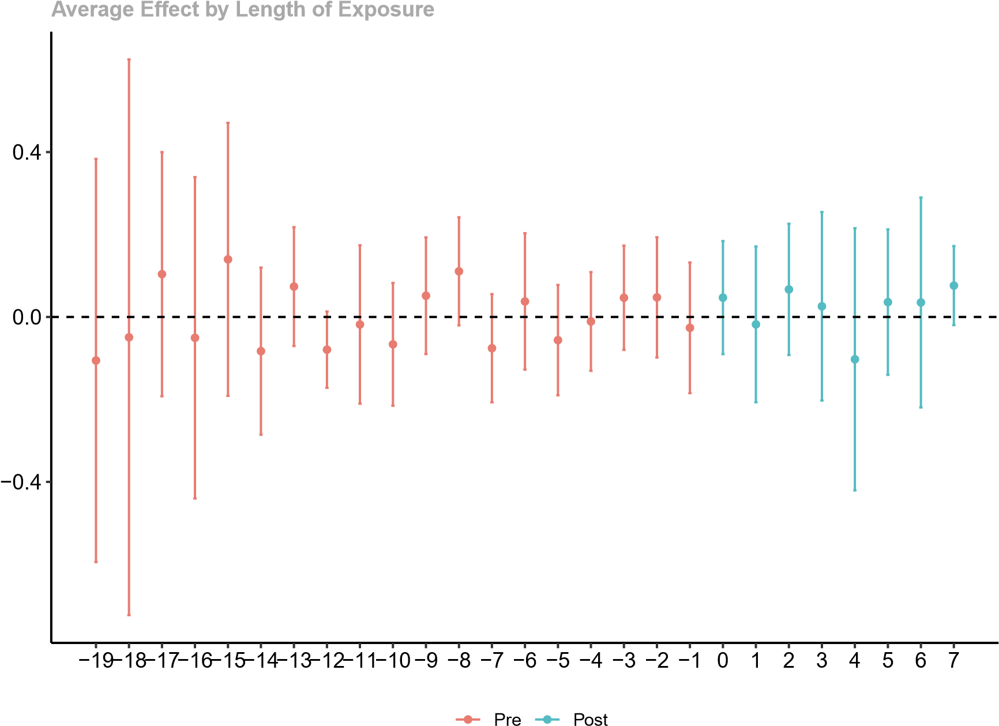 Average Effect by Length of Exposure
0.4
0.0
−0.4
−19 −18 −17 −16 −15 −14 −13 −12 −11 −10 −9 −8 −7 −6 −5 −4 −3 −2 −1 0 1 2 3 4 5 6 7
Pre Post